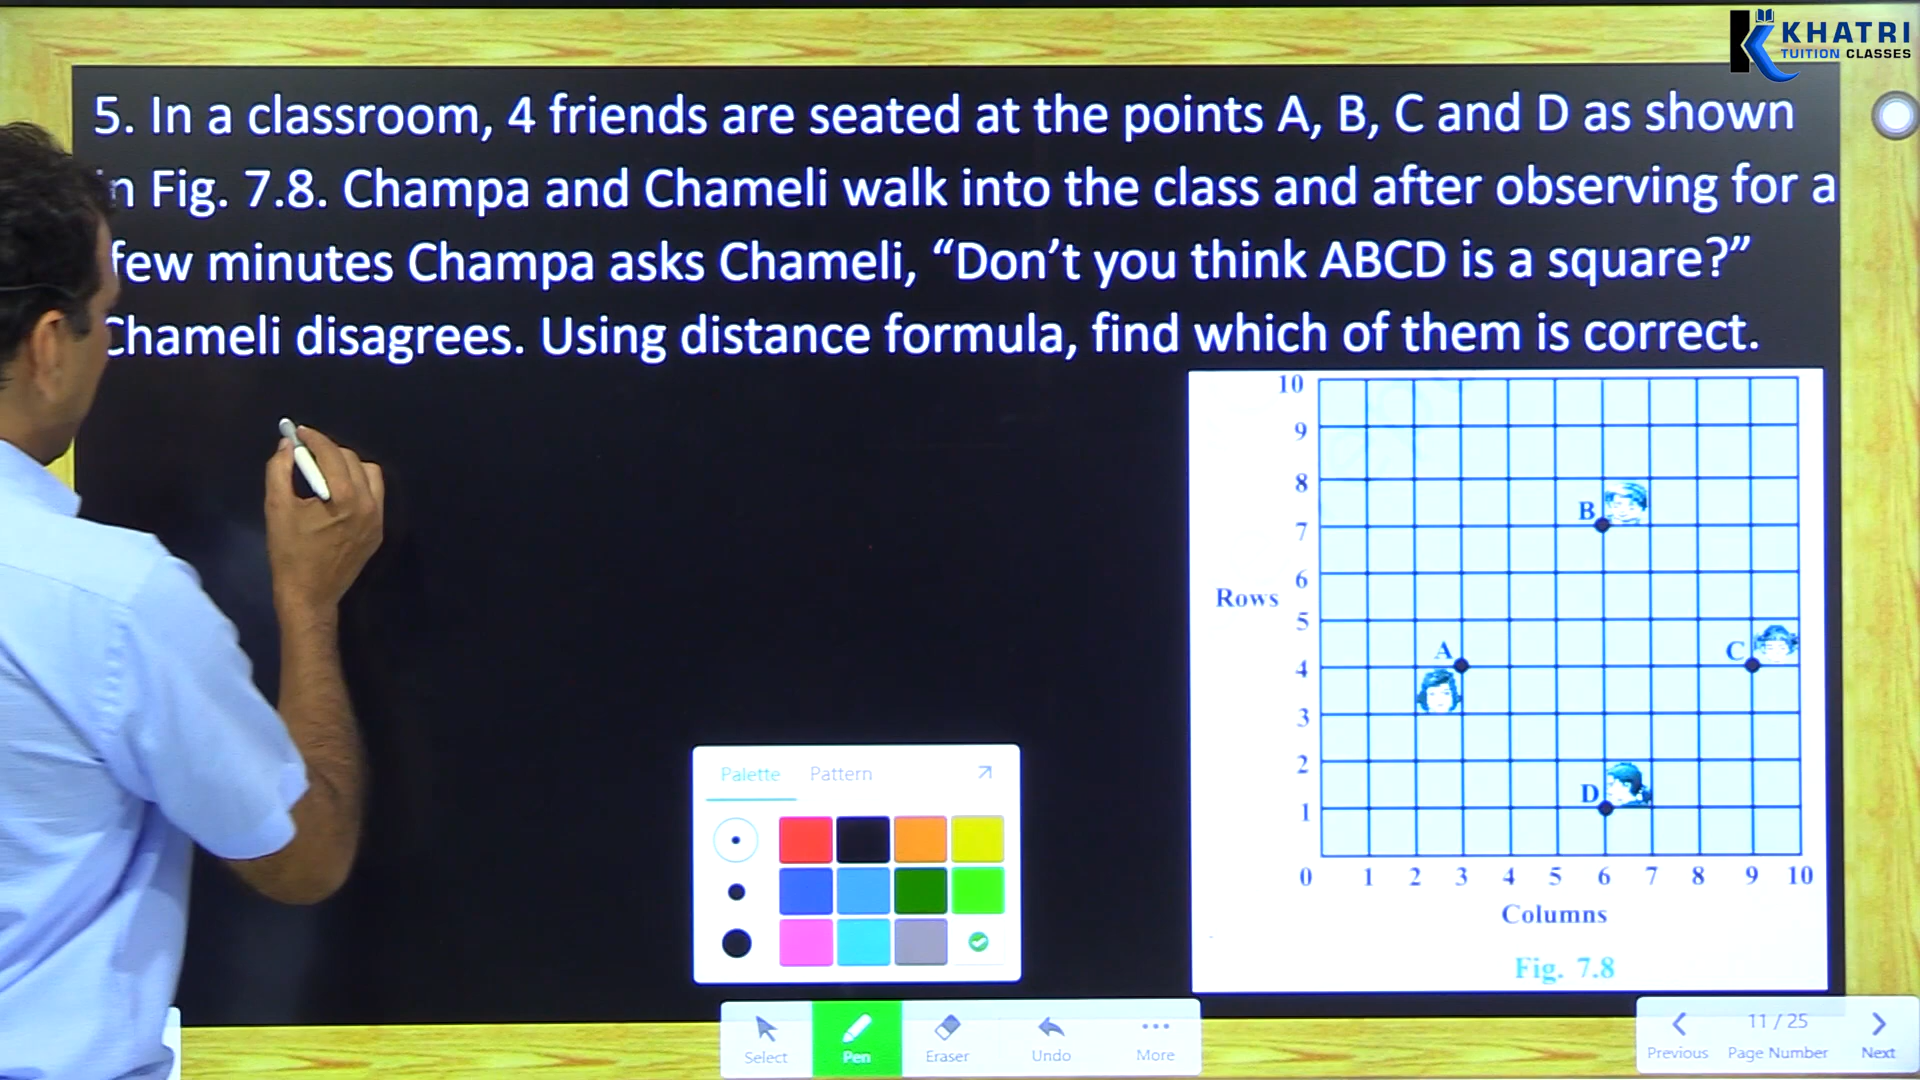 KHATRI
TUITION CLASSES
5. In a classroom, 4 friends are seated at the points A, B, C and D as shown
in Fig. 7.8. Champa and Chameli walk into the class and after observing for a
few minutes Champa asks Chameli, “Don’t you think ABCD is a square?”
Chameli disagrees. Using distance formula, find which of them is correct.
10
9
8
B
7
6
Rows
5
A
C
4
3
2
D
1
0 1 2 3 4 5 6 7 8 9 10
Columns
Fig. 7.8
Palette Pattern
Select Pen Eraser Undo More
11 / 25
Previous Page Number Next